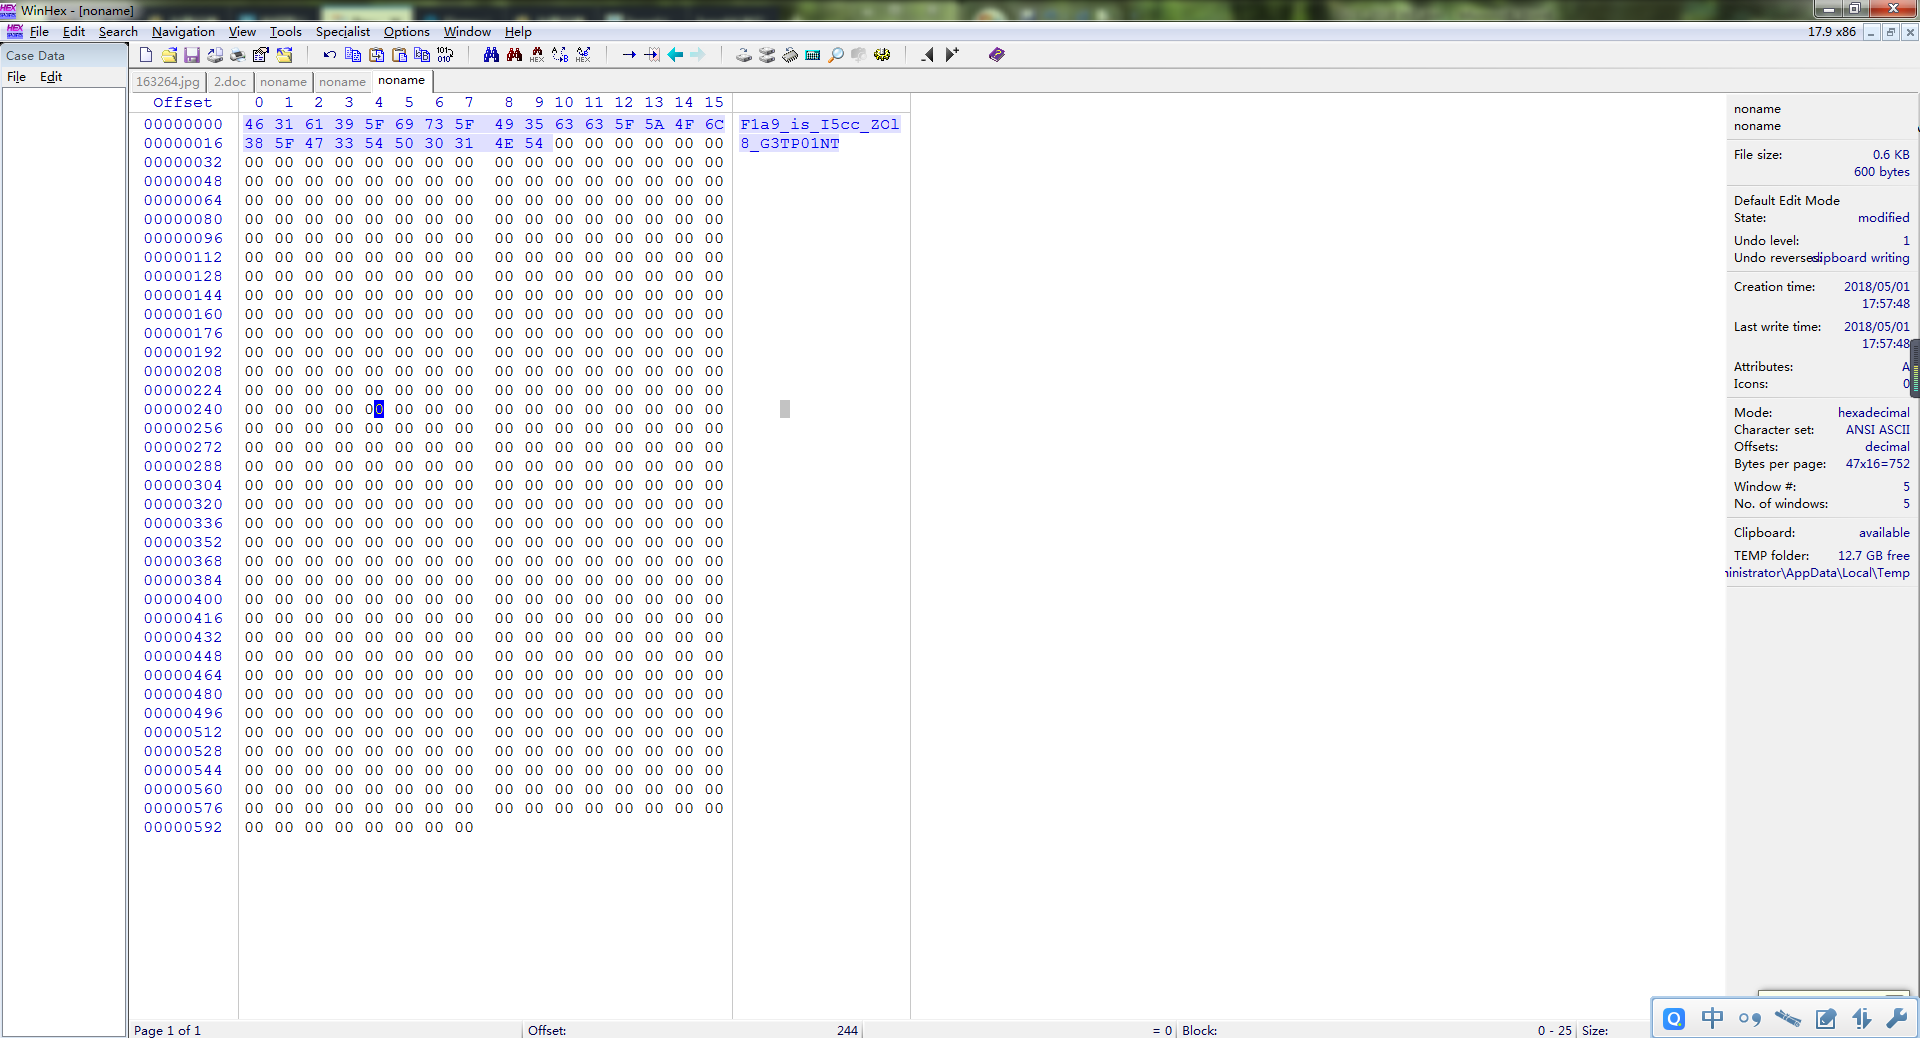 WinHex - [noname]
File Edit Search Navigation View Tools Specialist Options Window Help 17.9 x86
Case Data
File Edit
163264.jpg 2.doc noname noname noname
Offset 0 1 2 3 4 5 6 7 8 9 10 11 12 13 14 15
00000000 46 31 61 39 5F 69 73 5F 49 35 63 63 5F 5A 4F 6C F1a9_is_I5cc_ZOl
00000016 38 5F 47 33 54 50 30 31 4E 54 00 00 00 00 00 00 8_G3TP01NT
00000032 00 00 00 00 00 00 00 00 00 00 00 00 00 00 00 00
00000048 00 00 00 00 00 00 00 00 00 00 00 00 00 00 00 00
00000064 00 00 00 00 00 00 00 00 00 00 00 00 00 00 00 00
00000080 00 00 00 00 00 00 00 00 00 00 00 00 00 00 00 00
00000096 00 00 00 00 00 00 00 00 00 00 00 00 00 00 00 00
00000112 00 00 00 00 00 00 00 00 00 00 00 00 00 00 00 00
00000128 00 00 00 00 00 00 00 00 00 00 00 00 00 00 00 00
00000144 00 00 00 00 00 00 00 00 00 00 00 00 00 00 00 00
00000160 00 00 00 00 00 00 00 00 00 00 00 00 00 00 00 00
00000176 00 00 00 00 00 00 00 00 00 00 00 00 00 00 00 00
00000192 00 00 00 00 00 00 00 00 00 00 00 00 00 00 00 00
00000208 00 00 00 00 00 00 00 00 00 00 00 00 00 00 00 00
00000224 00 00 00 00 00 00 00 00 00 00 00 00 00 00 00 00
00000240 00 00 00 00 00 00 00 00 00 00 00 00 00 00 00 00
00000256 00 00 00 00 00 00 00 00 00 00 00 00 00 00 00 00
00000272 00 00 00 00 00 00 00 00 00 00 00 00 00 00 00 00
00000288 00 00 00 00 00 00 00 00 00 00 00 00 00 00 00 00
00000304 00 00 00 00 00 00 00 00 00 00 00 00 00 00 00 00
00000320 00 00 00 00 00 00 00 00 00 00 00 00 00 00 00 00
00000336 00 00 00 00 00 00 00 00 00 00 00 00 00 00 00 00
00000352 00 00 00 00 00 00 00 00 00 00 00 00 00 00 00 00
00000368 00 00 00 00 00 00 00 00 00 00 00 00 00 00 00 00
00000384 00 00 00 00 00 00 00 00 00 00 00 00 00 00 00 00
00000400 00 00 00 00 00 00 00 00 00 00 00 00 00 00 00 00
00000416 00 00 00 00 00 00 00 00 00 00 00 00 00 00 00 00
00000432 00 00 00 00 00 00 00 00 00 00 00 00 00 00 00 00
00000448 00 00 00 00 00 00 00 00 00 00 00 00 00 00 00 00
00000464 00 00 00 00 00 00 00 00 00 00 00 00 00 00 00 00
00000480 00 00 00 00 00 00 00 00 00 00 00 00 00 00 00 00
00000496 00 00 00 00 00 00 00 00 00 00 00 00 00 00 00 00
00000512 00 00 00 00 00 00 00 00 00 00 00 00 00 00 00 00
00000528 00 00 00 00 00 00 00 00 00 00 00 00 00 00 00 00
00000544 00 00 00 00 00 00 00 00 00 00 00 00 00 00 00 00
00000560 00 00 00 00 00 00 00 00 00 00 00 00 00 00 00 00
00000576 00 00 00 00 00 00 00 00 00 00 00 00 00 00 00 00
00000592 00 00 00 00 00 00 00 00
noname
noname
File size: 0.6 KB
600 bytes
Default Edit Mode
State: modified
Undo level: 1
Undo reverses: clipboard writing
Creation time: 2018/05/01
17:57:48
Last write time: 2018/05/01
17:57:48
Attributes: A
Icons: 0
Mode: hexadecimal
Character set: ANSI ASCII
Offsets: decimal
Bytes per page: 47x16=752
Window #: 5
No. of windows: 5
Clipboard: available
TEMP folder: 12.7 GB free
inistrator\AppData\Local\Temp
Page 1 of 1 Offset: 244 = 0 Block: 0 - 25 Size:
中